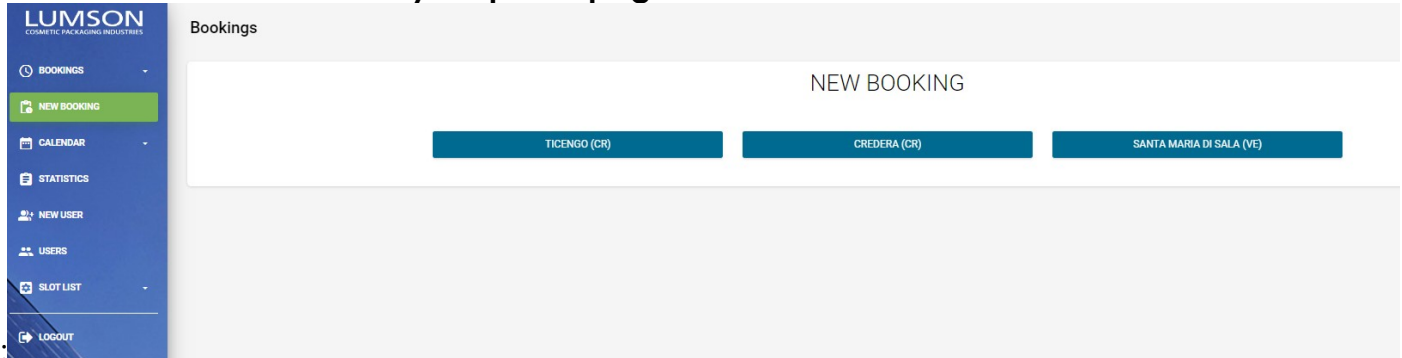 LUMSON
COSMETIC PACKAGING INDUSTRIES
Bookings
BOOKINGS
NEW BOOKING
CALENDAR
STATISTICS
NEW USER
USERS
SLOT LIST
LOGOUT
NEW BOOKING
TICENGO (CR)
CREDERA (CR)
SANTA MARIA DI SALA (VE)